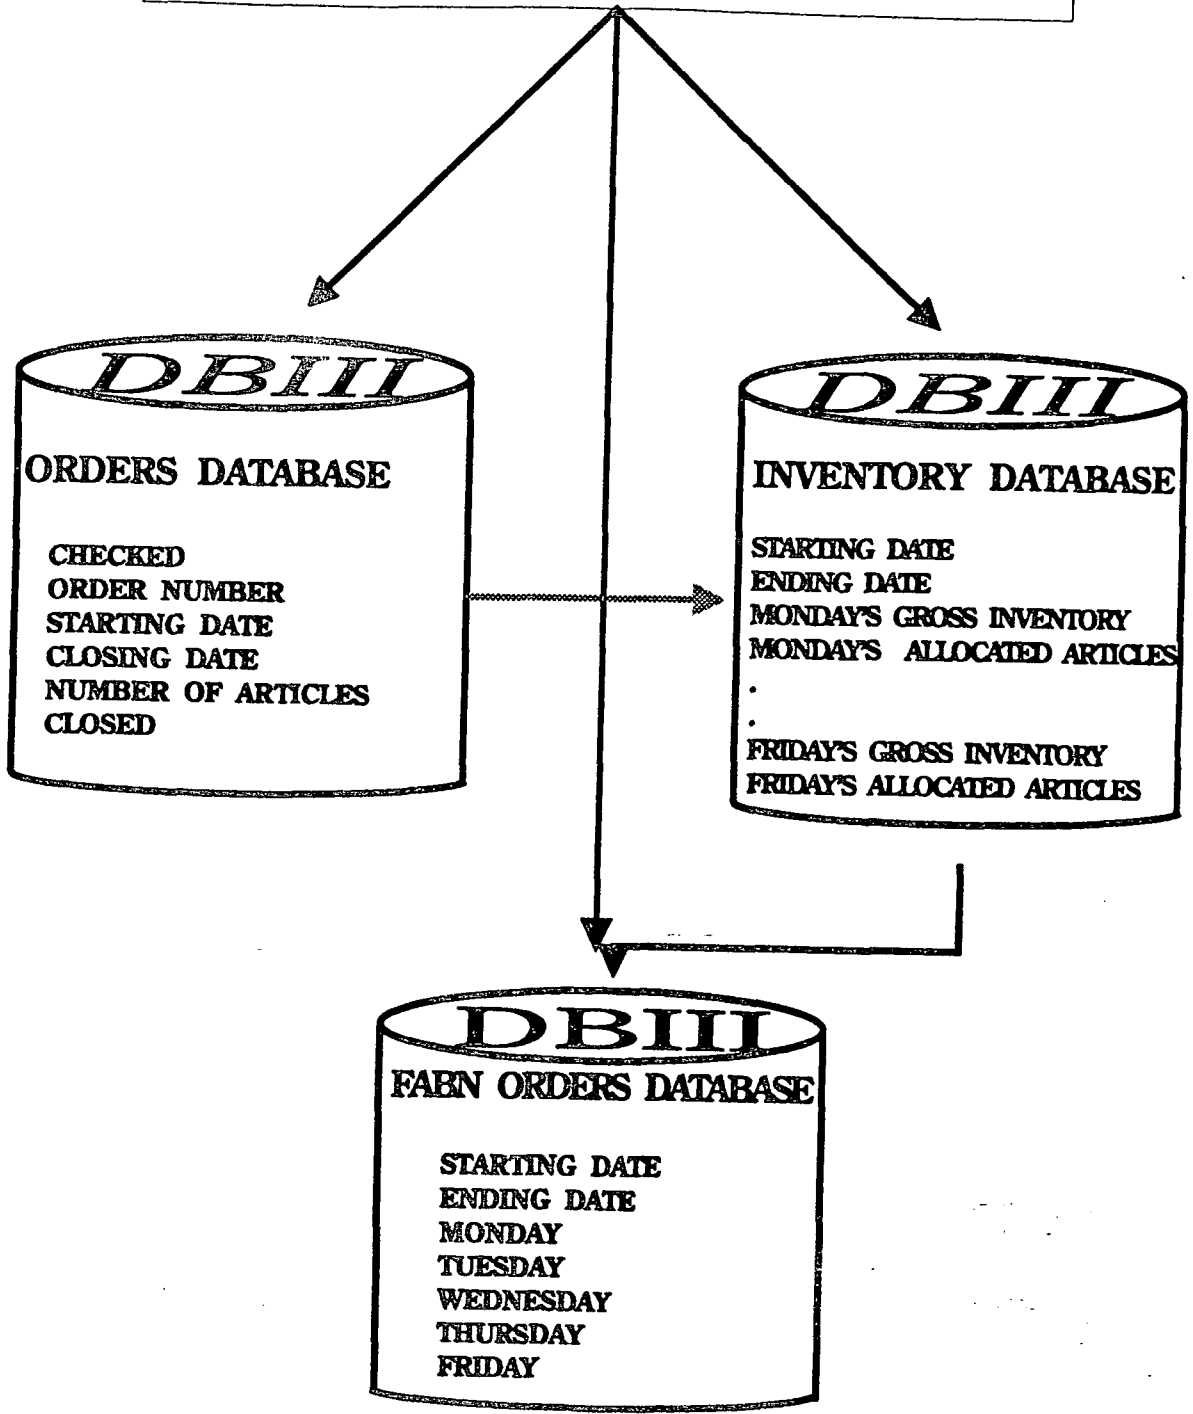 DBIII
ORDERS DATABASE
CHECKED
ORDER NUMBER
STARTING DATE
CLOSING DATE
NUMBER OF ARTICLES
CLOSED
DBIII
INVENTORY DATABASE
STARTING DATE
ENDING DATE
MONDAY'S GROSS INVENTORY
MONDAY'S ALLOCATED ARTICLES
.
.
FRIDAY'S GROSS INVENTORY
FRIDAY'S ALLOCATED ARTICLES
DBIII
FABN ORDERS DATABASE
STARTING DATE
ENDING DATE
MONDAY
TUESDAY
WEDNESDAY
THURSDAY
FRIDAY